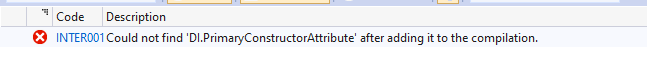 Code Description
INTER001 Could not find 'DI.PrimaryConstructorAttribute' after adding it to the compilation.